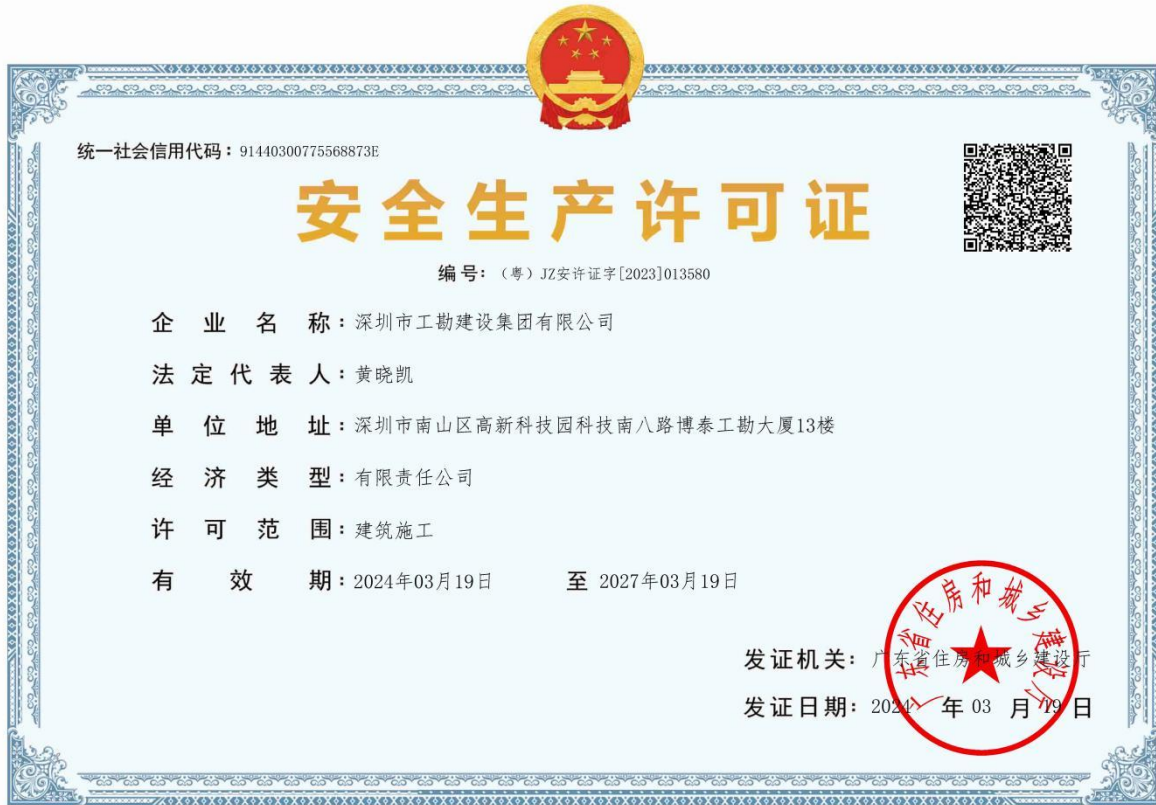 统一社会信用代码：91440300775568873E
安全生产许可证
编号：（粤）JZ安许证字[2023]013580
企业名称：深圳市工勘建设集团有限公司
法定代表人：黄晓凯
单位地址：深圳市南山区高新科技园科技南八路博泰工勘大厦13楼
经济类型：有限责任公司
许可范围：建筑施工
有效期：2024年03月19日 至 2027年03月19日
发证机关：广东省住房和城乡建设厅
发证日期：2024年03月19日
广东省住房和城乡建设厅